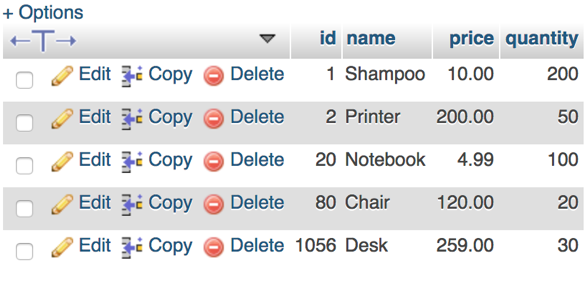 + Options
←T→ id name price quantity
Edit Copy Delete 1 Shampoo 10.00 200
Edit Copy Delete 2 Printer 200.00 50
Edit Copy Delete 20 Notebook 4.99 100
Edit Copy Delete 80 Chair 120.00 20
Edit Copy Delete 1056 Desk 259.00 30